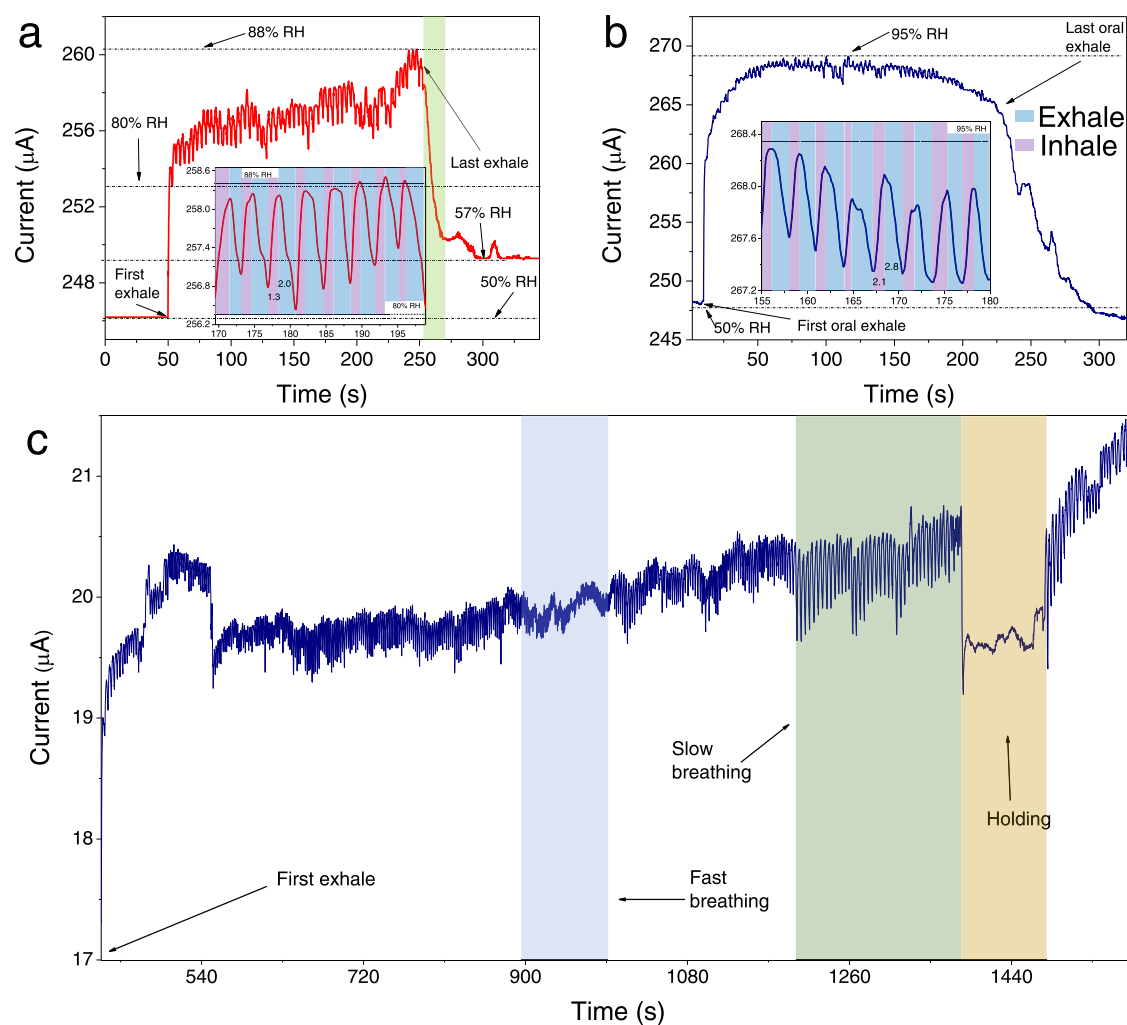 a
88% RH
80% RH
Last exhale
57% RH
50% RH
First
exhale
Current (μA)
260
256
252
248
0
50
100
150
200
250
300
Time (s)
258.6
258.2
257.4
256.8
256.2
88% RH
80% RH
2.0
1.3
170
175
180
185
190
195
b
95% RH
Last oral
exhale
Exhale
Inhale
50% RH
First oral exhale
Current (μA)
270
265
260
255
250
245
50
100
150
200
250
300
Time (s)
268.4
268.0
267.6
267.2
95% RH
2.8
2.1
155
160
165
170
175
180
c
Current (μA)
21
20
19
18
17
First exhale
Fast
breathing
Slow
breathing
Holding
540
720
900
1080
1260
1440
Time (s)